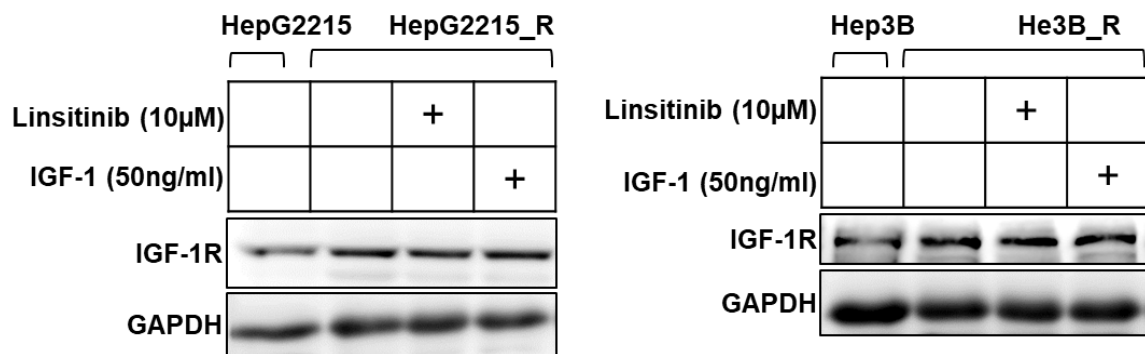 HepG2215 HepG2215_R
Linsitinib (10µM) +
IGF-1 (50ng/ml) +
IGF-1R
GAPDH
Hep3B He3B_R
Linsitinib (10µM) +
IGF-1 (50ng/ml) +
IGF-1R
GAPDH